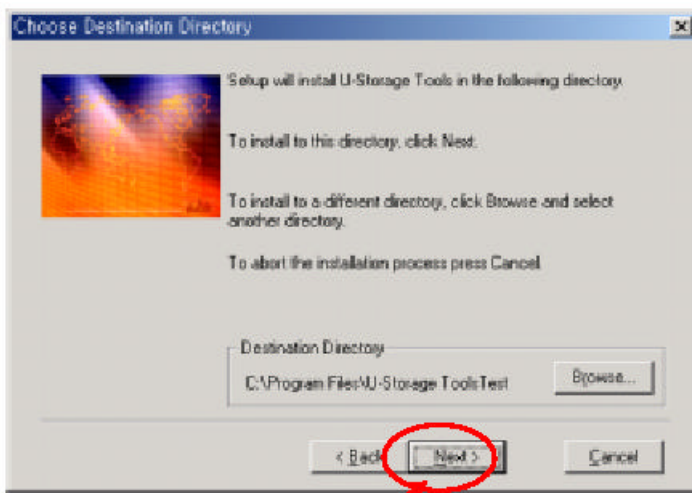 Choose Destination Directory
Setup will install U-Storage Tools in the following directory.
To install to this directory, click Next.
To install to a different directory, click Browse and select
another directory.
To abort the installation process press Cancel
Destination Directory
C:\Program Files\U-Storage ToolsTest
Browse...
< Back
Next >
Cancel